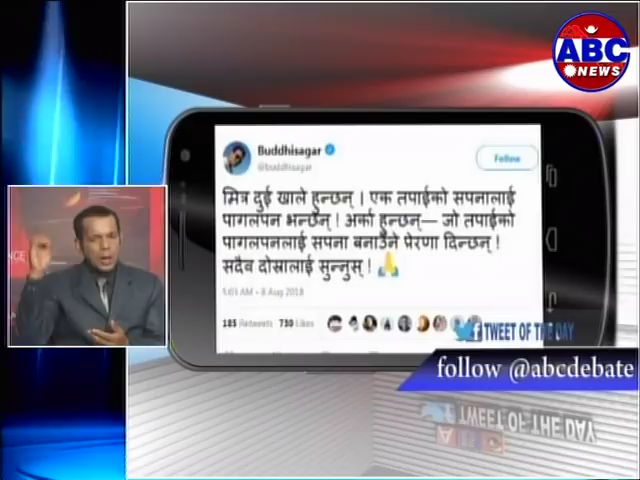 ABC
NEWS
Buddhisagar
@buddhisagar
Follow
मित्र दुई खाले हुन्छन् । एक तपाईको सपनालाई
पागलपन भन्छन् ! अर्का हुन्छन्— जो तपाईको
पागलपनलाई सपना बनाउने प्रेरणा दिन्छन् !
सदैव दोस्रालाई सुन्नुस् ! 🙏
AM - 8 Aug 2018
185 Retweets 730 Likes
TWEET OF THE DAY
follow @abcdebate
TWEET OF THE DAY